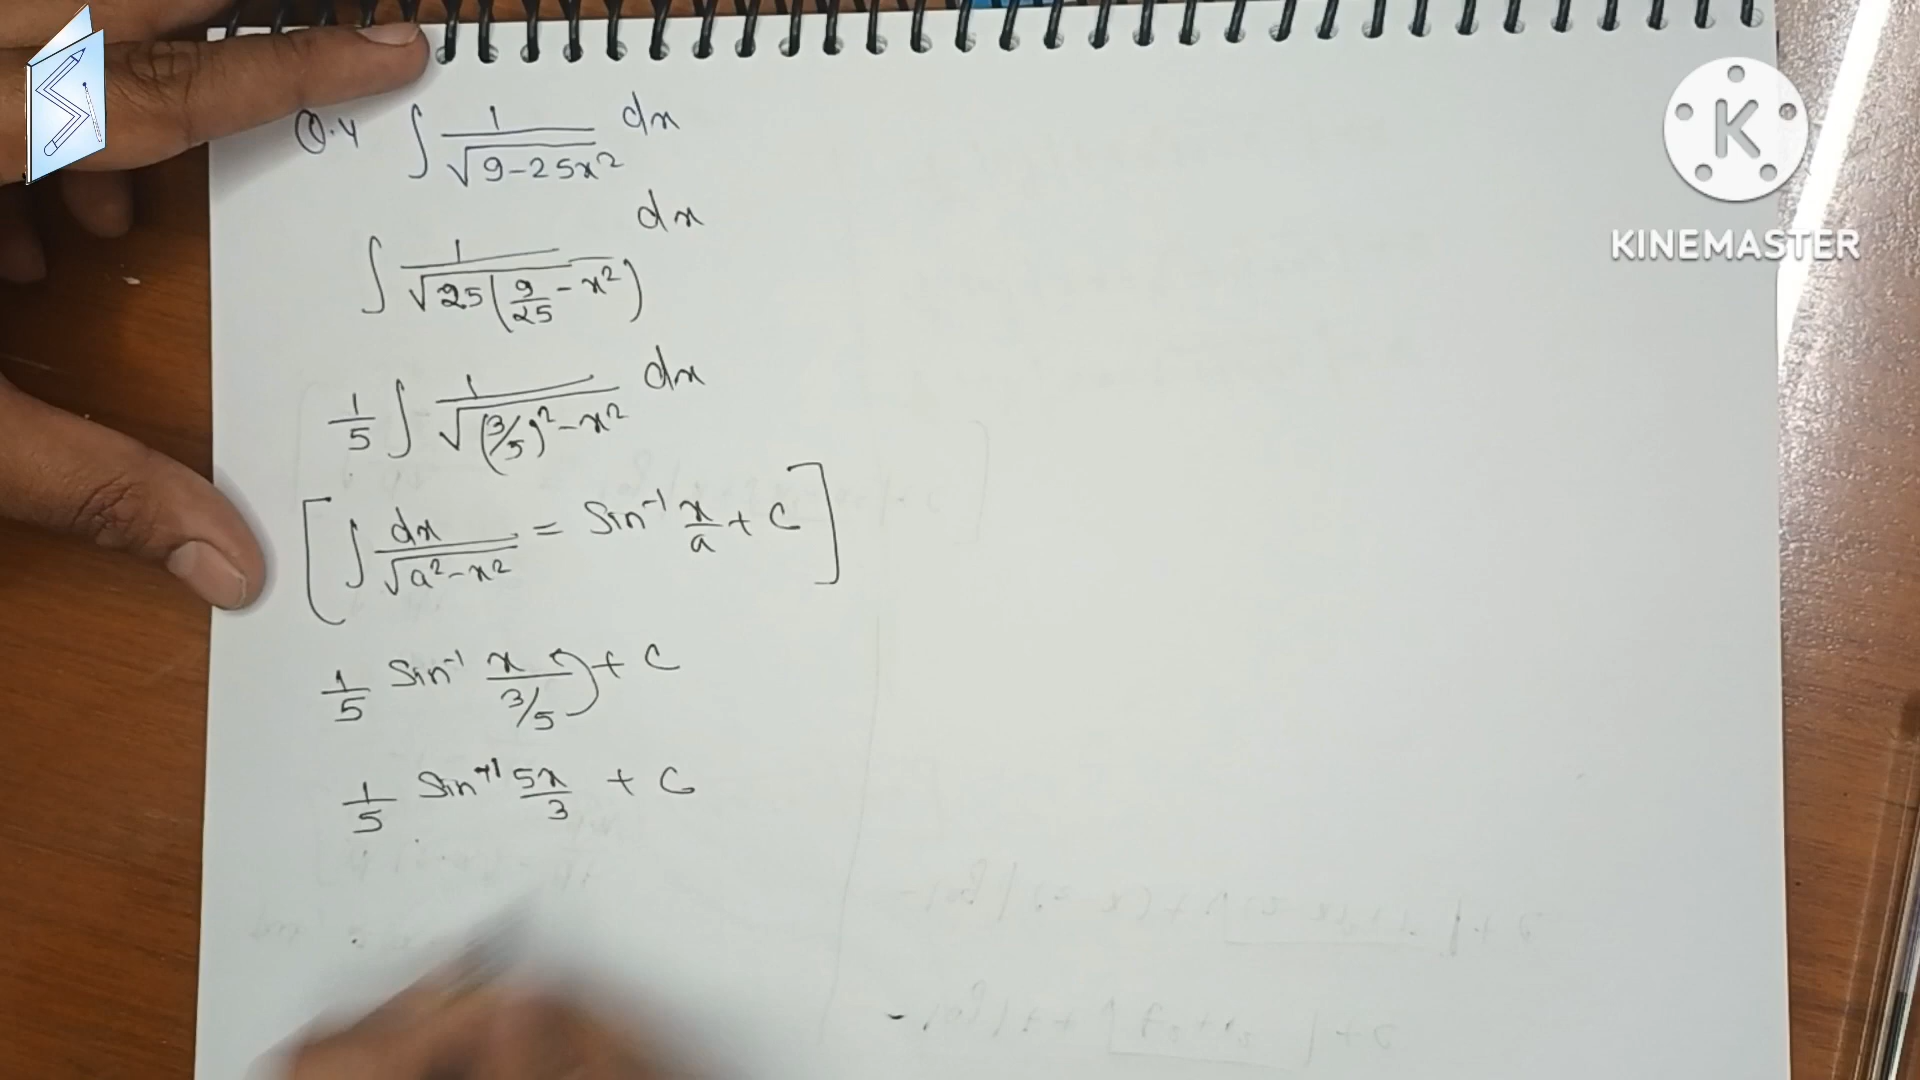 Q.4 ∫ 1/√(9-25x²) dx
∫ 1/√(25(9/25 - x²)) dx
1/5 ∫ 1/√((3/5)² - x²) dx
[∫ dx/√(a²-x²) = Sin⁻¹ x/a + C]
1/5 Sin⁻¹ x/(3/5) + C
1/5 Sin⁻¹ 5x/3 + C
K
KINEMASTER